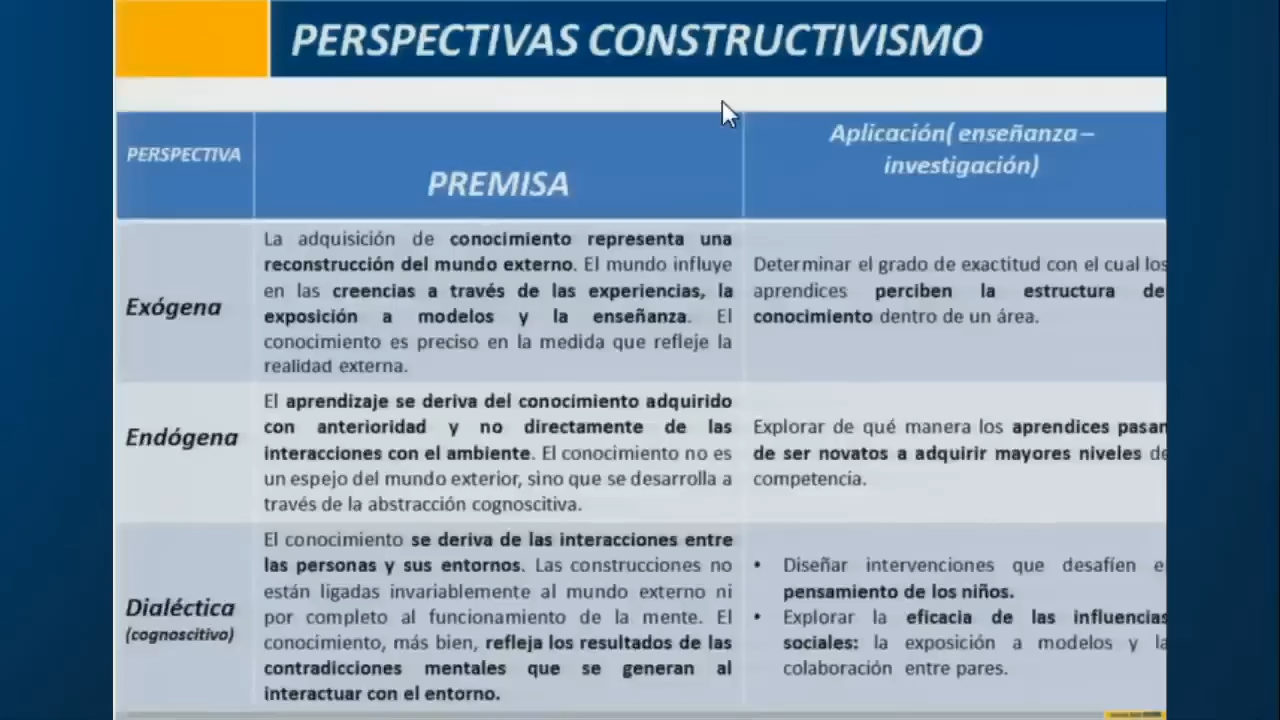 PERSPECTIVAS CONSTRUCTIVISMO
PERSPECTIVA
PREMISA
Aplicación( enseñanza –
investigación)
Exógena
La adquisición de conocimiento representa una
reconstrucción del mundo externo. El mundo influye
en las creencias a través de las experiencias, la
exposición a modelos y la enseñanza. El
conocimiento es preciso en la medida que refleje la
realidad externa.
Determinar el grado de exactitud con el cual los
aprendices perciben la estructura de
conocimiento dentro de un área.
Endógena
El aprendizaje se deriva del conocimiento adquirido
con anterioridad y no directamente de las
interacciones con el ambiente. El conocimiento no es
un espejo del mundo exterior, sino que se desarrolla a
través de la abstracción cognoscitiva.
Explorar de qué manera los aprendices pasan
de ser novatos a adquirir mayores niveles de
competencia.
Dialéctica
(cognoscitivo)
El conocimiento se deriva de las interacciones entre
las personas y sus entornos. Las construcciones no
están ligadas invariablemente al mundo externo ni
por completo al funcionamiento de la mente. El
conocimiento, más bien, refleja los resultados de las
contradicciones mentales que se generan al
interactuar con el entorno.
• Diseñar intervenciones que desafíen e
pensamiento de los niños.
• Explorar la eficacia de las influencias
sociales: la exposición a modelos y la
colaboración entre pares.